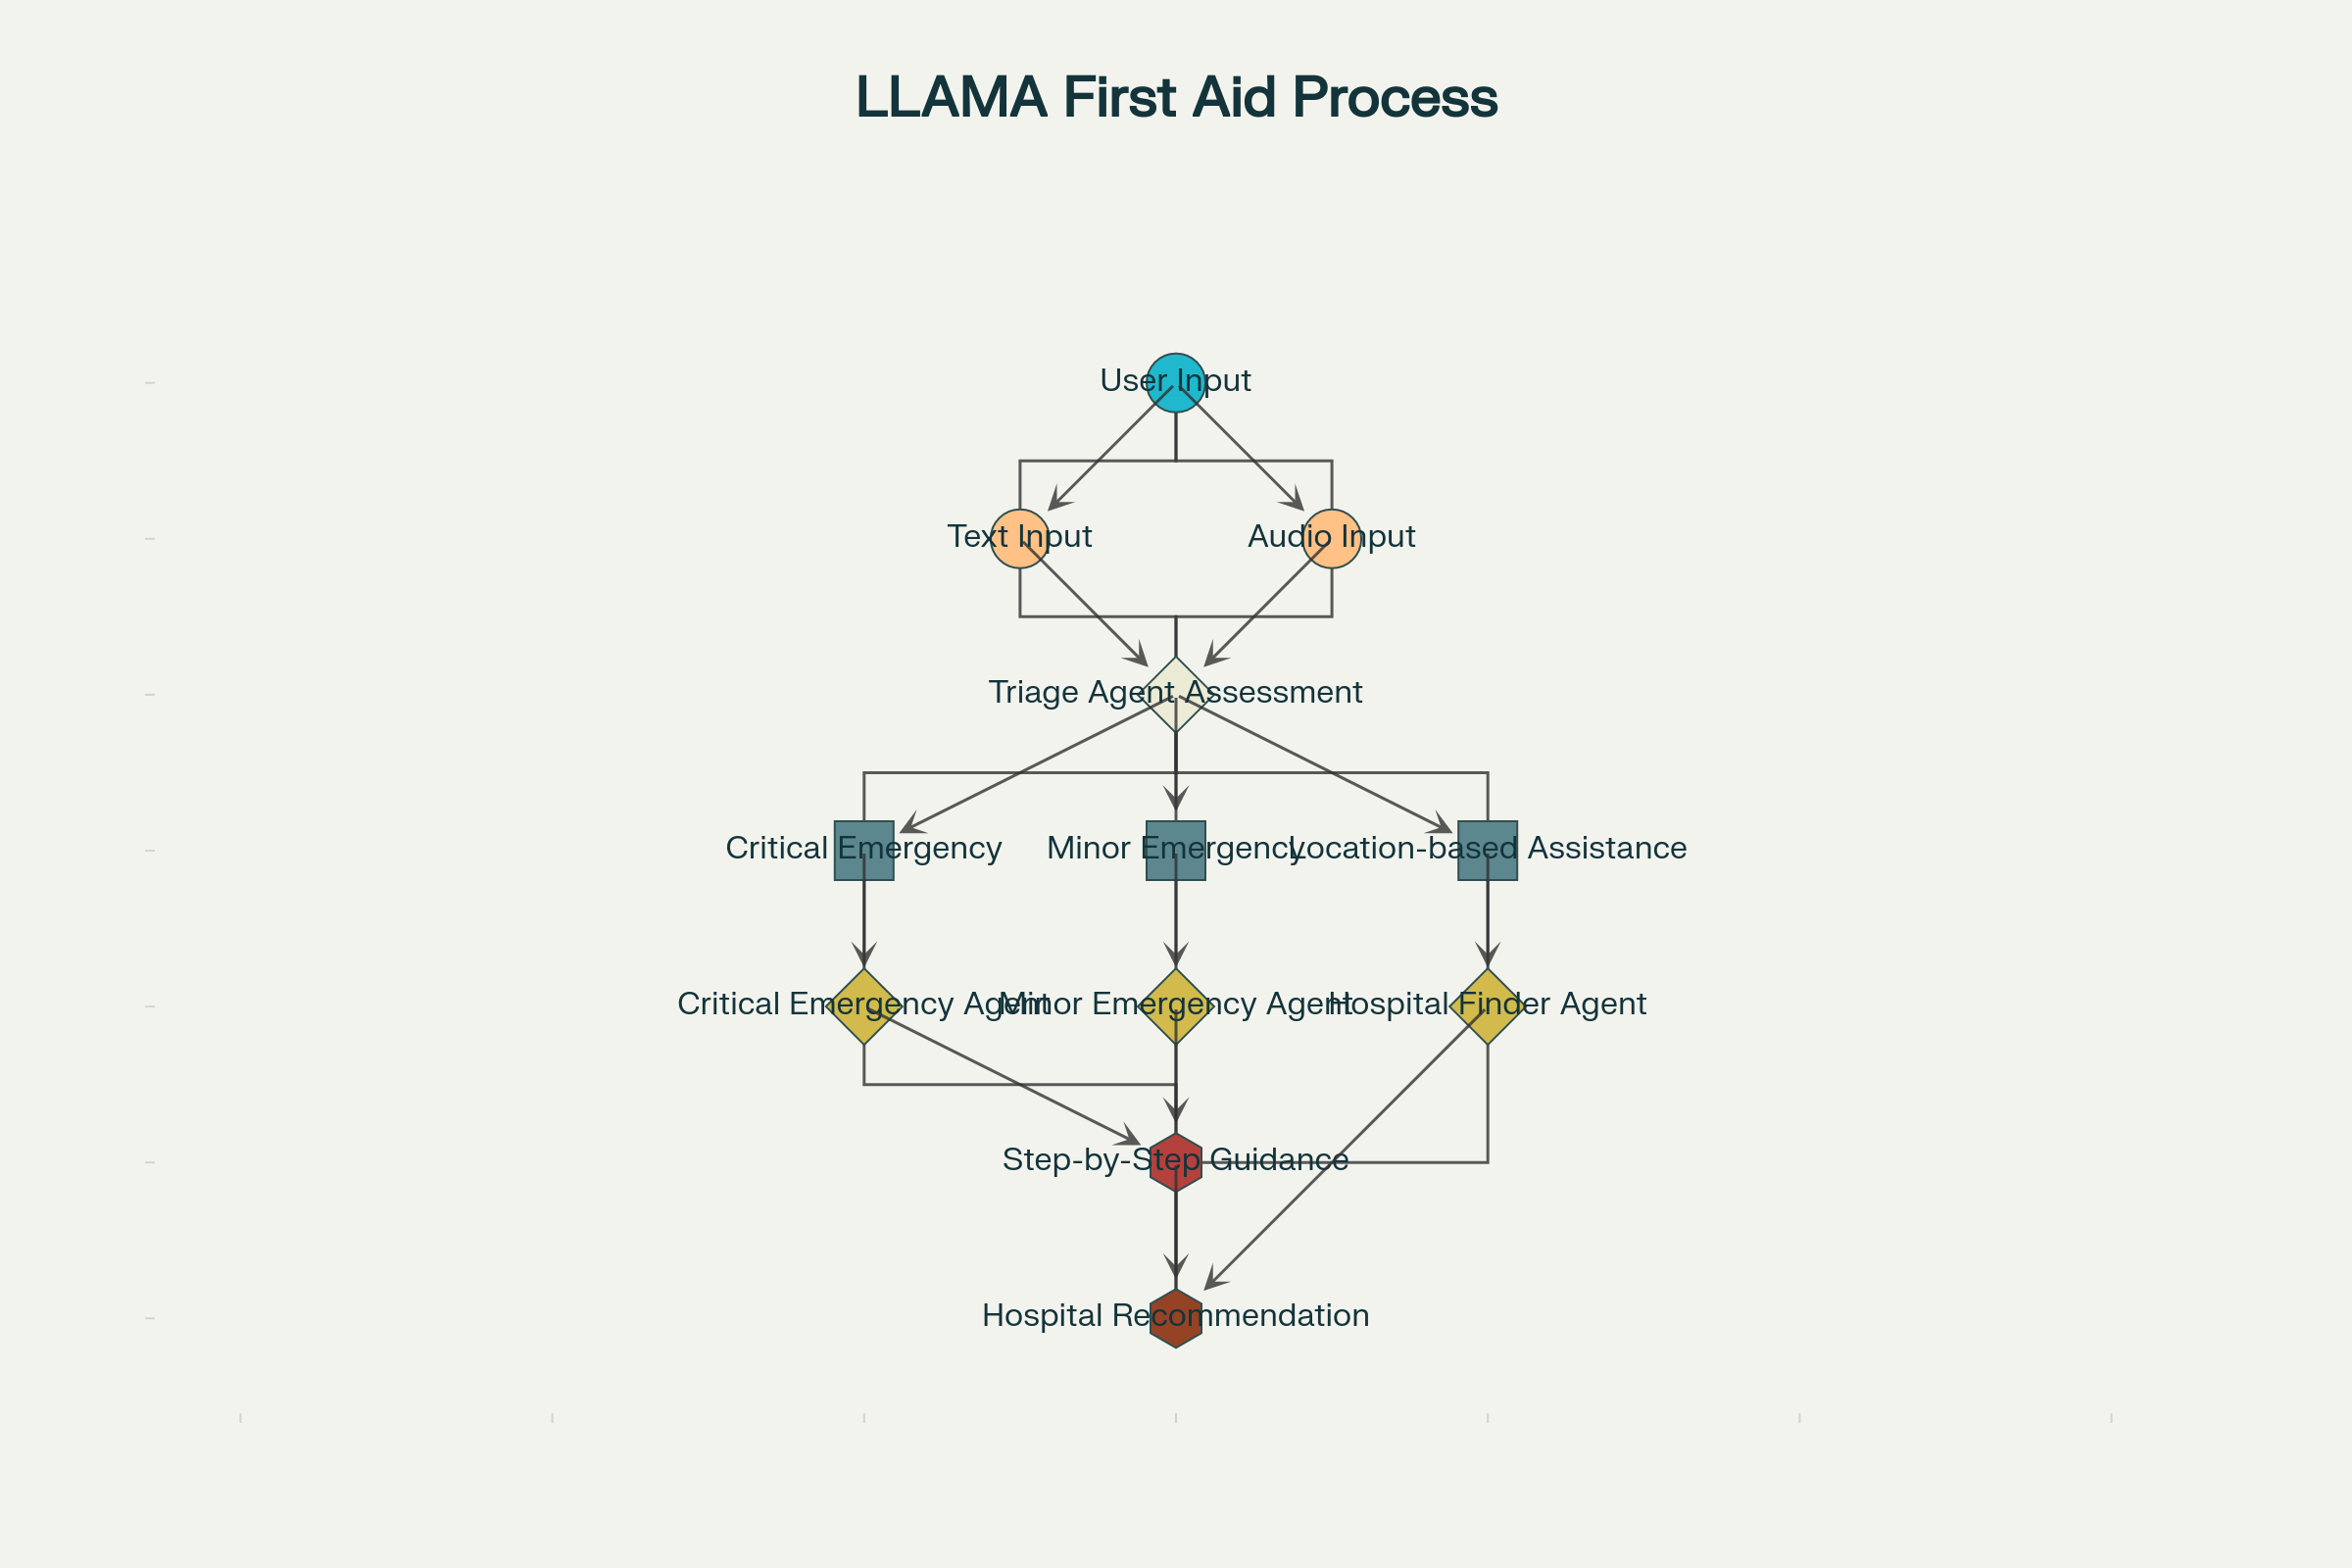 LLAMA First Aid Process
User Input
Text Input
Audio Input
Triage Agent Assessment
Critical Emergency
Minor Emergency
Location-based Assistance
Critical Emergency Agent
Minor Emergency Agent
Hospital Finder Agent
Step-by-Step Guidance
Hospital Recommendation